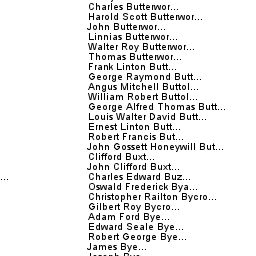 Charles Butterwor...
Harold Scott Butterwor...
John Butterwor...
Linnias Butterwor...
Walter Roy Butterwor...
Thomas Butterwor...
Frank Linton Butt...
George Raymond Butt...
Angus Mitchell Buttol...
William Robert Buttol...
George Alfred Thomas Butt...
Louis Walter David Butt...
Ernest Linton Butt...
Robert Francis But...
John Gossett Honeywill But...
Clifford Buxt...
John Clifford Buxt...
... Charles Edward Buz...
Oswald Frederick Bya...
Christopher Railton Bycro...
Gilbert Roy Bycro...
Adam Ford Bye...
Edward Seale Bye...
Robert George Bye...
James Bye...
Joseph Bye...